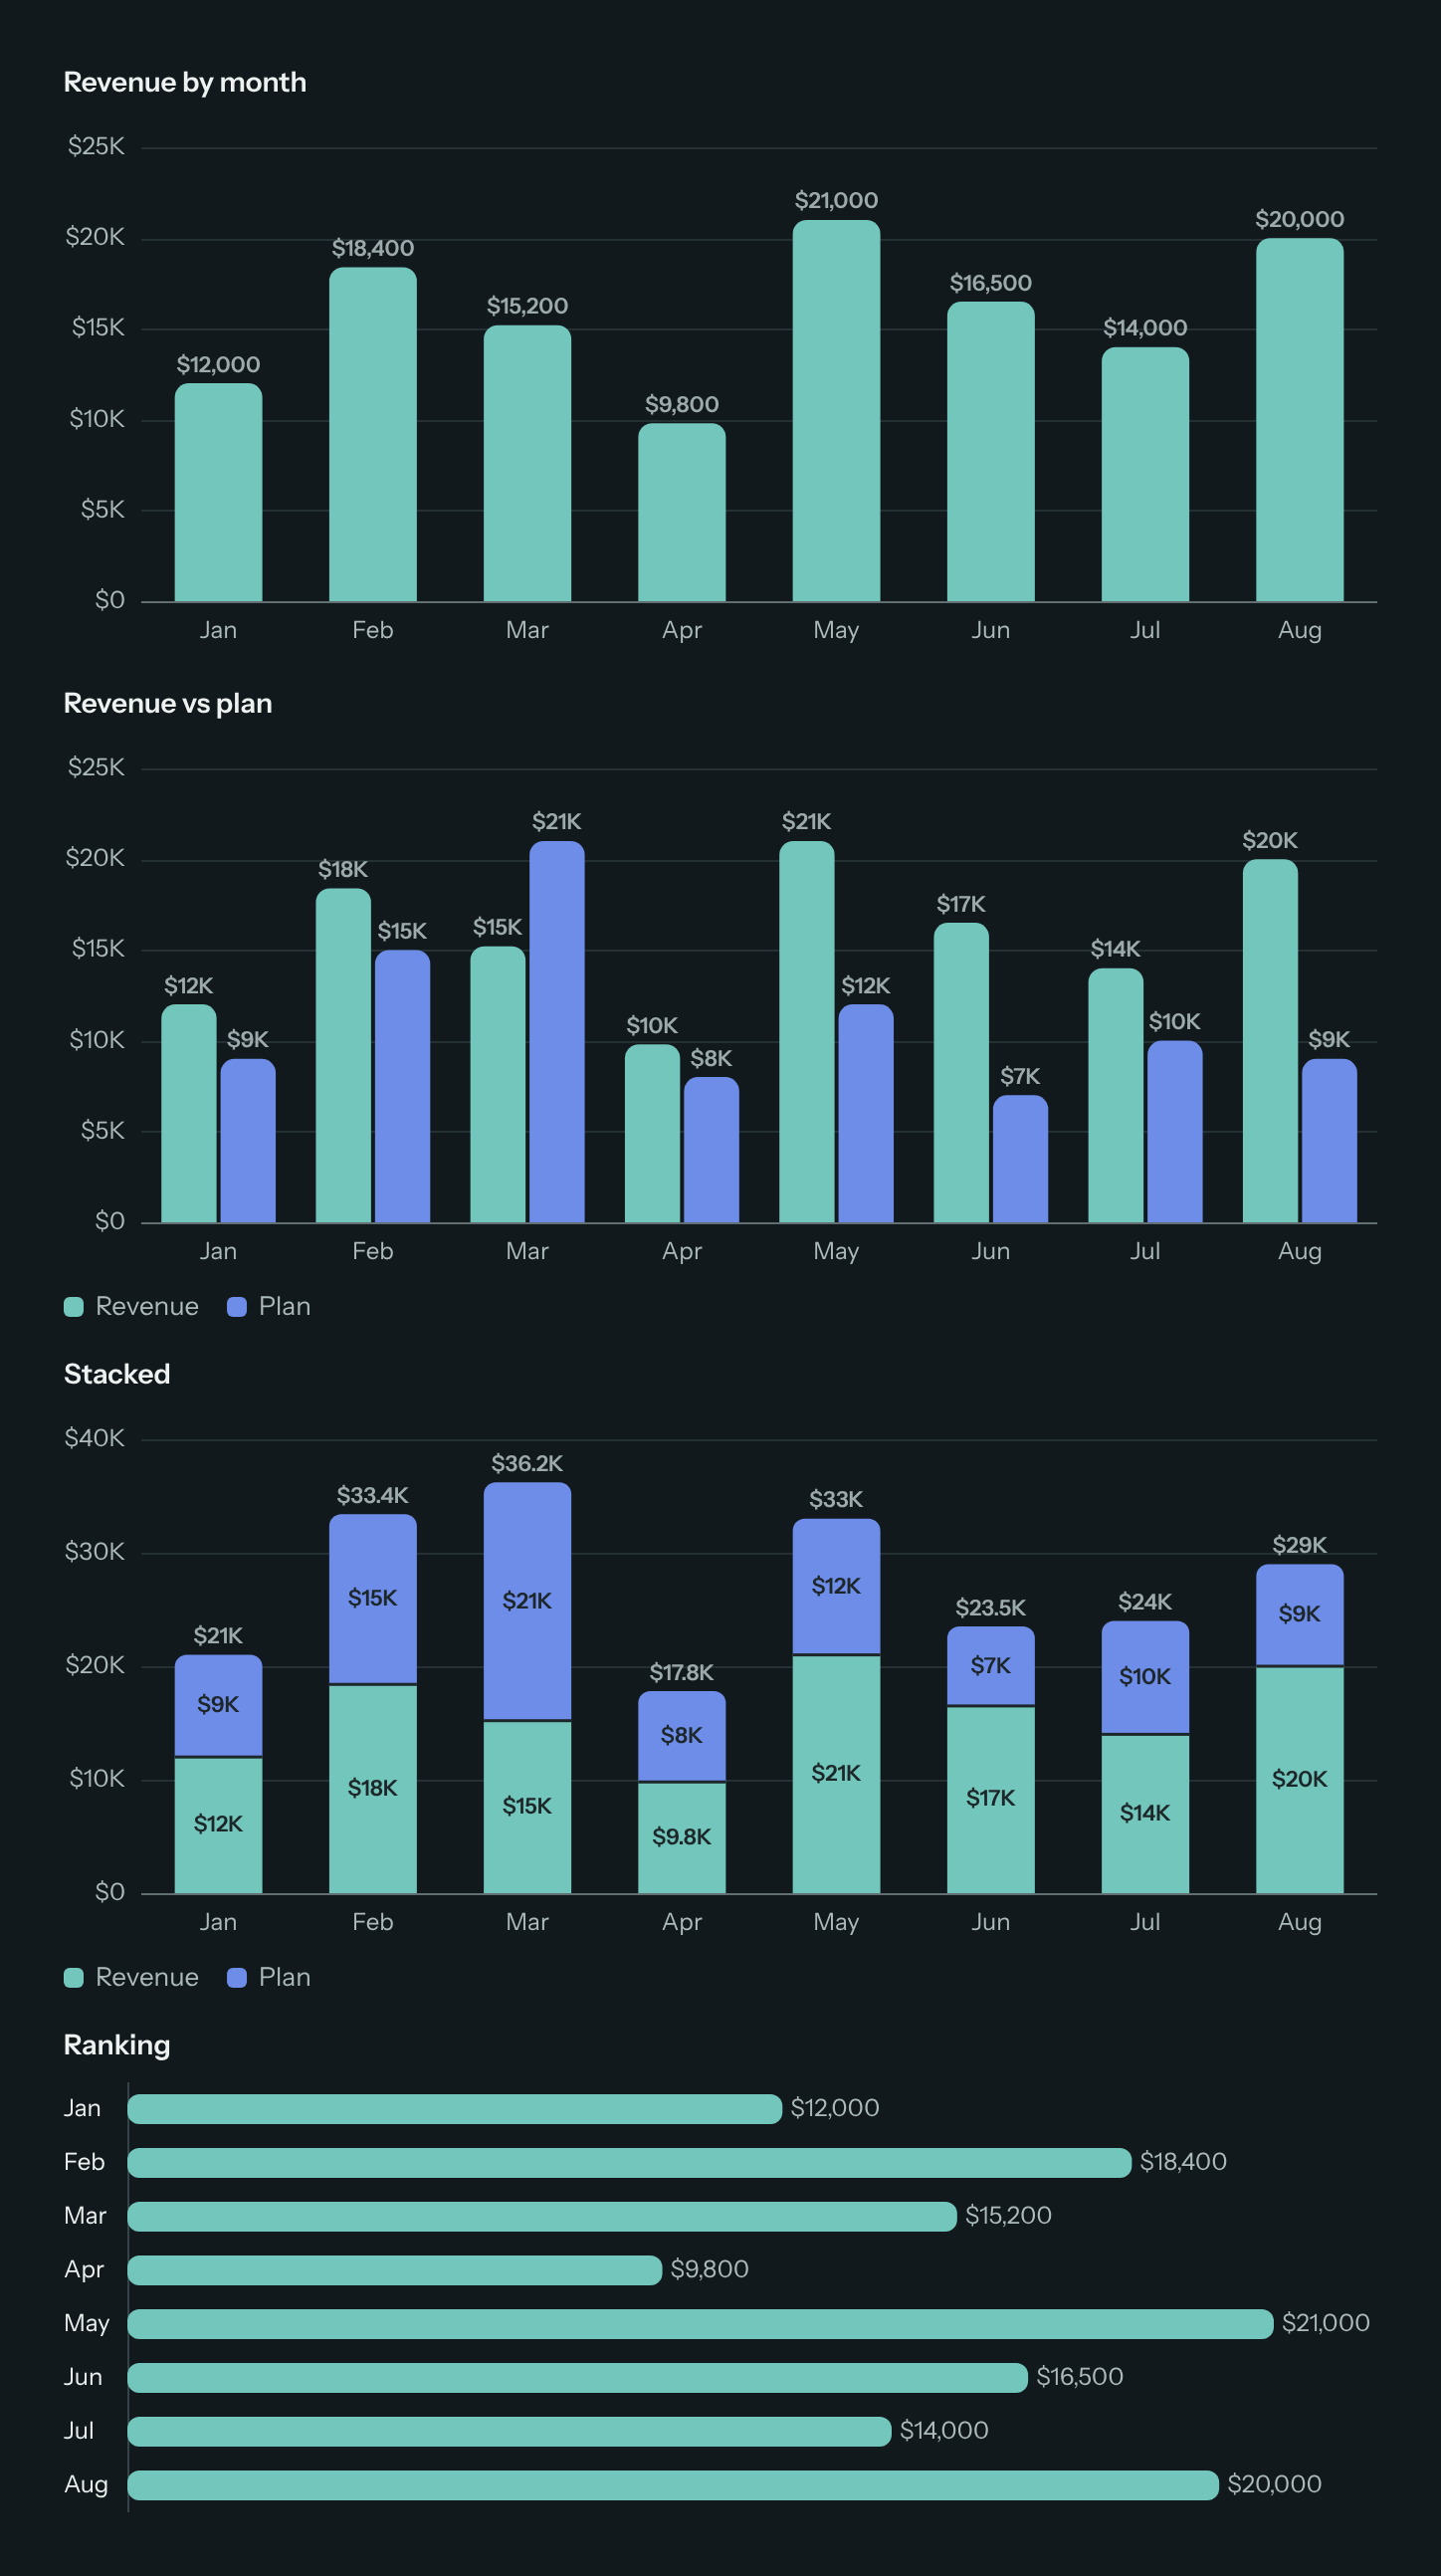 Revenue by month
$25K
$20K
$15K
$10K
$5K
$0
$12,000
$18,400
$15,200
$9,800
$21,000
$16,500
$14,000
$20,000
Jan Feb Mar Apr May Jun Jul Aug
Revenue vs plan
$25K
$20K
$15K
$10K
$5K
$0
$12K $9K
$18K $15K
$15K $21K
$10K $8K
$21K $12K
$17K $7K
$14K $10K
$20K $9K
Jan Feb Mar Apr May Jun Jul Aug
Revenue Plan
Stacked
$40K
$30K
$20K
$10K
$0
$21K
$9K
$12K
$33.4K
$15K
$18K
$36.2K
$21K
$15K
$17.8K
$8K
$9.8K
$33K
$12K
$21K
$23.5K
$7K
$17K
$24K
$10K
$14K
$29K
$9K
$20K
Jan Feb Mar Apr May Jun Jul Aug
Revenue Plan
Ranking
Jan $12,000
Feb $18,400
Mar $15,200
Apr $9,800
May $21,000
Jun $16,500
Jul $14,000
Aug $20,000